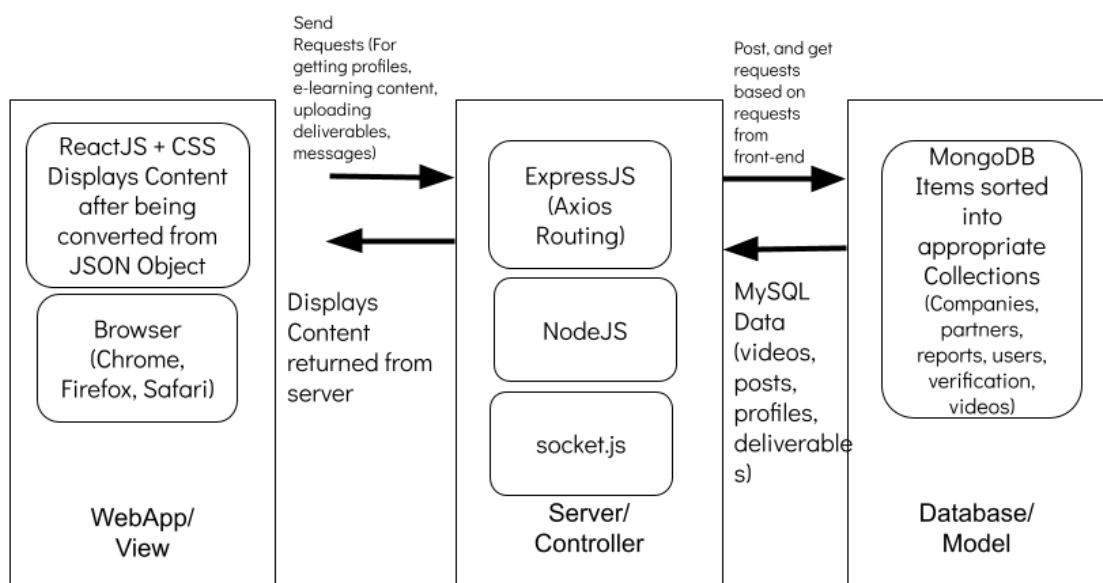 Send
Requests (For
getting profiles,
e-learning content,
uploading
deliverables,
messages)
Post, and get
requests
based on
requests
from
front-end
ReactJS + CSS
Displays Content
after being
converted from
JSON Object
Browser
(Chrome,
Firefox, Safari)
WebApp/
View
Displays
Content
returned from
server
ExpressJS
(Axios
Routing)
NodeJS
socket.js
Server/
Controller
MySQL
Data
(videos,
posts,
profiles,
deliverable
s)
MongoDB
Items sorted
into
appropriate
Collections
(Companies,
partners,
reports, users,
verification,
videos)
Database/
Model